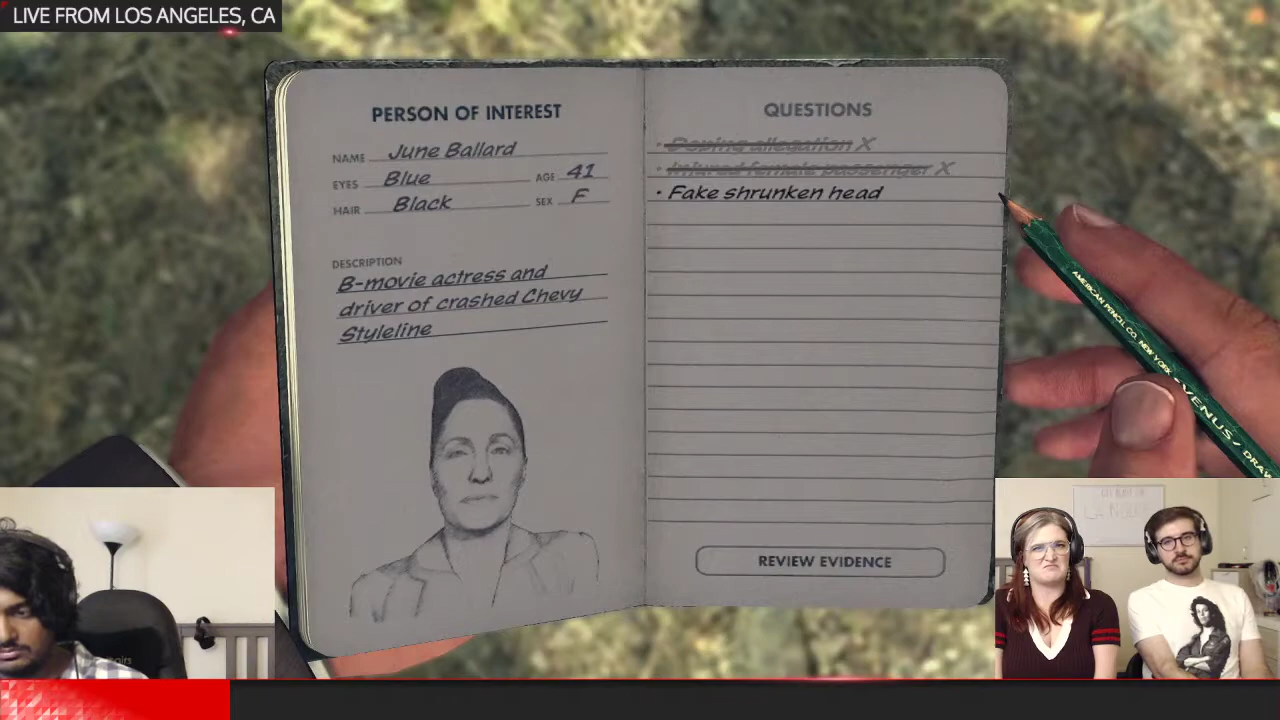 LIVE FROM LOS ANGELES, CA
PERSON OF INTEREST
NAME June Ballard
EYES Blue AGE 41
HAIR Black SEX F
DESCRIPTION
B-movie actress and
driver of crashed Chevy
Styleline
QUESTIONS
· Doping allegation X
· Injured female passenger X
· Fake shrunken head
REVIEW EVIDENCE
AMERICAN PENCIL CO. NEW YORK VENUS